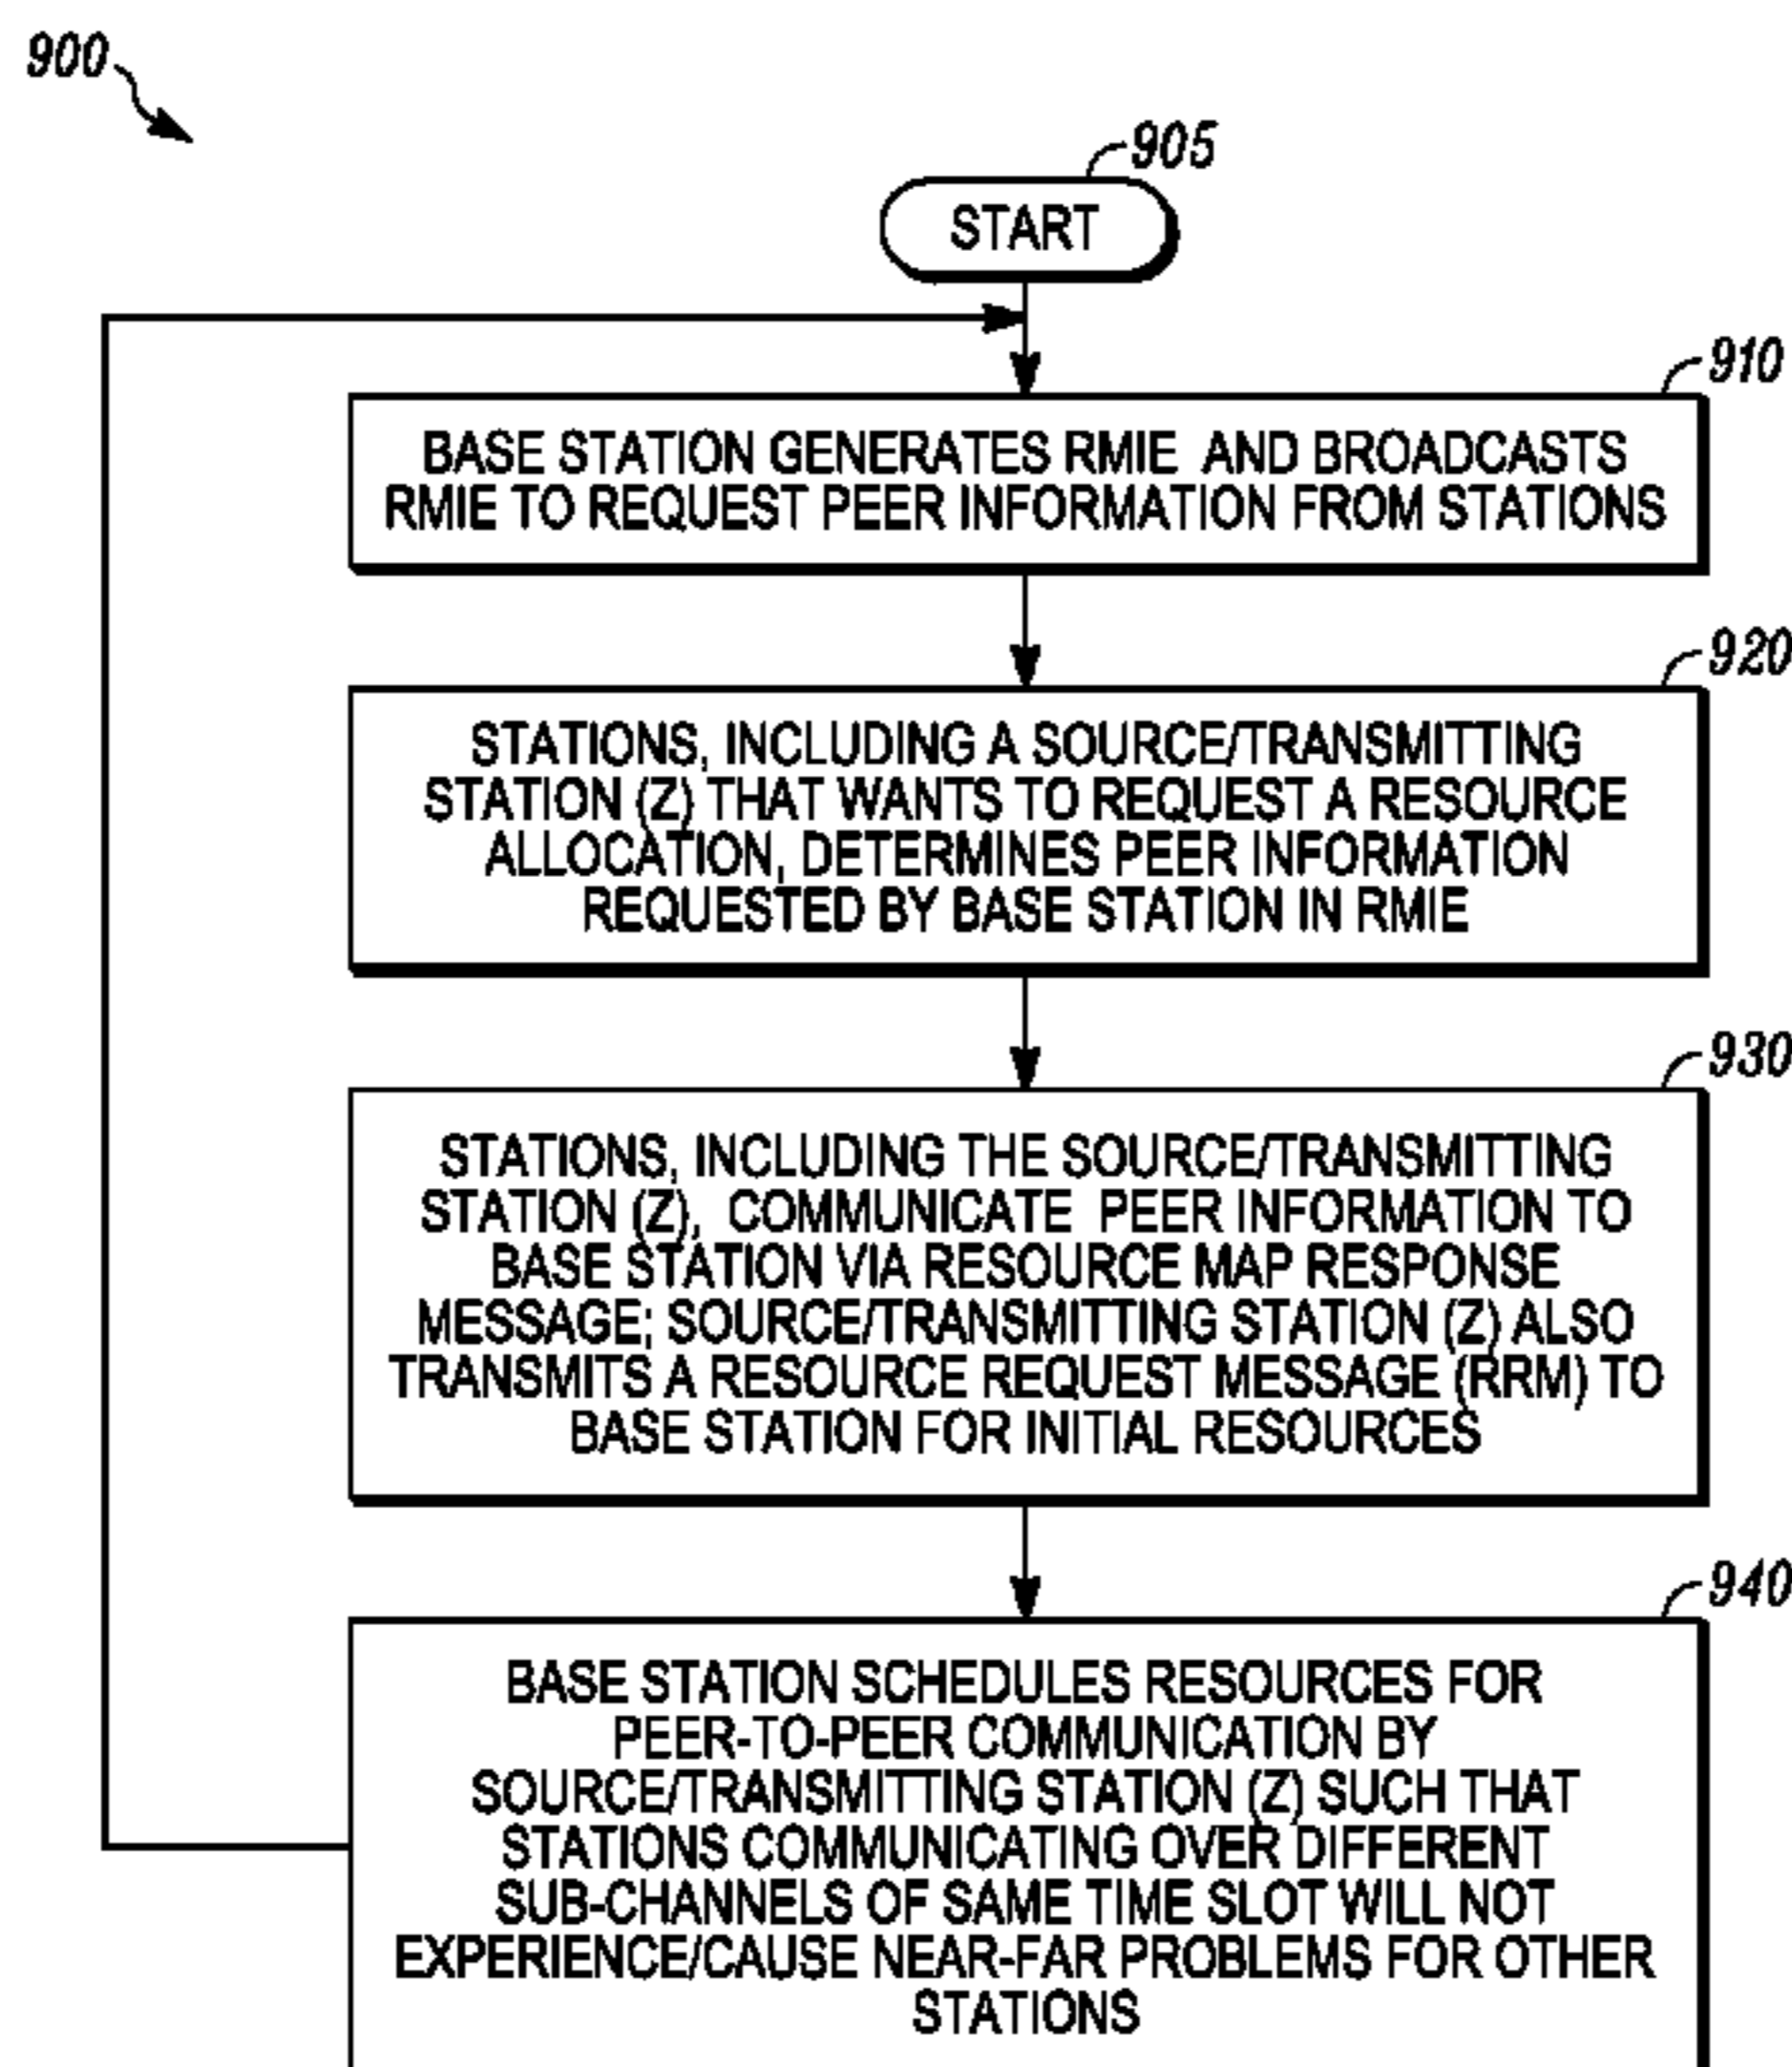 900
905
START
910
BASE STATION GENERATES RMIE AND BROADCASTS
RMIE TO REQUEST PEER INFORMATION FROM STATIONS
920
STATIONS, INCLUDING A SOURCE/TRANSMITTING
STATION (Z) THAT WANTS TO REQUEST A RESOURCE
ALLOCATION, DETERMINES PEER INFORMATION
REQUESTED BY BASE STATION IN RMIE
930
STATIONS, INCLUDING THE SOURCE/TRANSMITTING
STATION (Z), COMMUNICATE PEER INFORMATION TO
BASE STATION VIA RESOURCE MAP RESPONSE
MESSAGE; SOURCE/TRANSMITTING STATION (Z) ALSO
TRANSMITS A RESOURCE REQUEST MESSAGE (RRM) TO
BASE STATION FOR INITIAL RESOURCES
940
BASE STATION SCHEDULES RESOURCES FOR
PEER-TO-PEER COMMUNICATION BY
SOURCE/TRANSMITTING STATION (Z) SUCH THAT
STATIONS COMMUNICATING OVER DIFFERENT
SUB-CHANNELS OF SAME TIME SLOT WILL NOT
EXPERIENCE/CAUSE NEAR-FAR PROBLEMS FOR OTHER
STATIONS